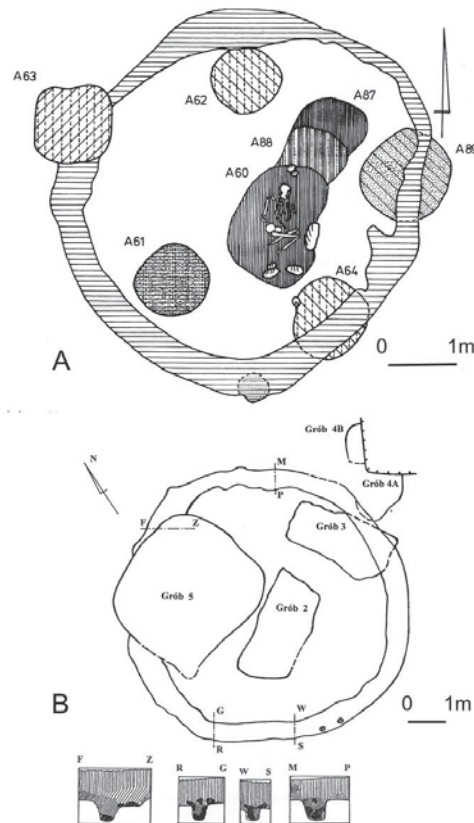 A63
A62
A87
A88
A89
A60
A61
A64
A
0 1m
Grób 4B
N
M
Grób 4A
P
F Z
Grób 3
Grób 5
Grób 2
G W
B
R S
0 1m
F Z R G W S M P